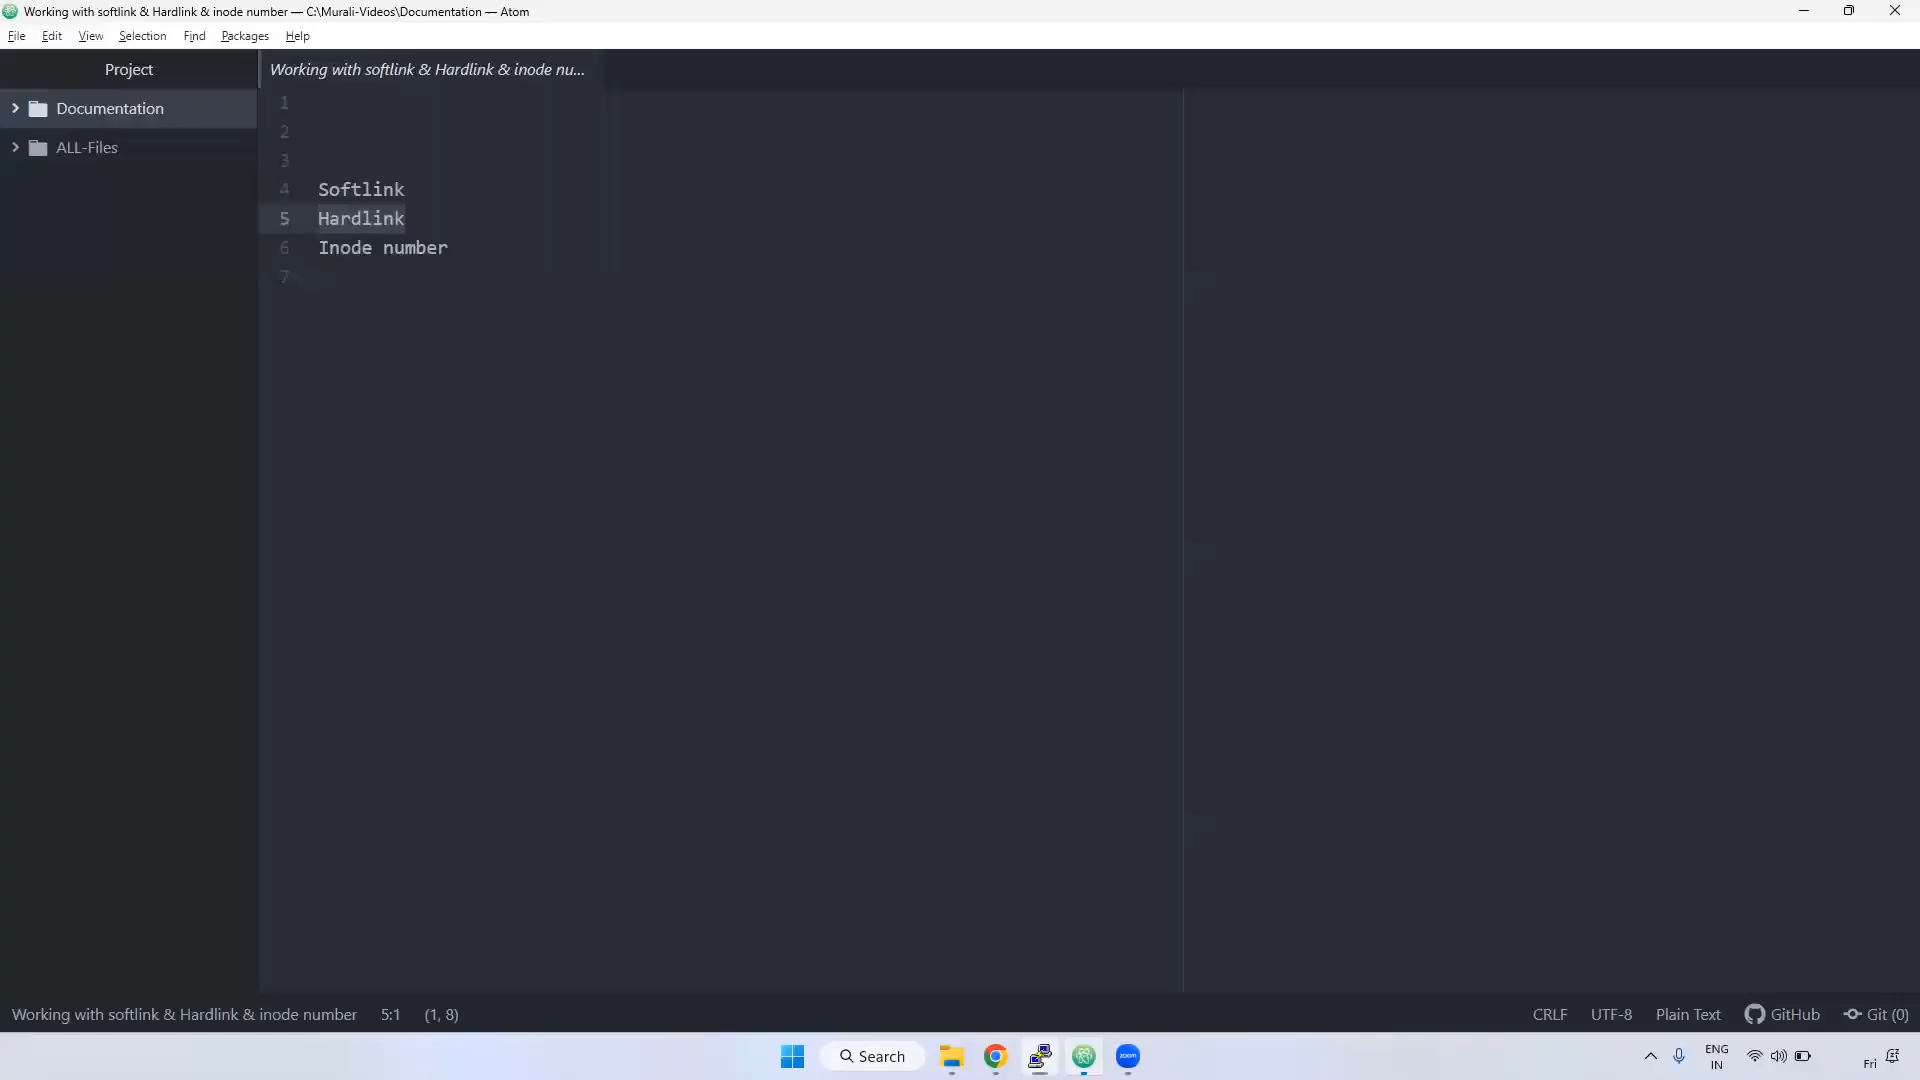 Working with softlink & Hardlink & inode number — C:\Murali-Videos\Documentation — Atom
File Edit View Selection Find Packages Help
Project
Working with softlink & Hardlink & inode nu...
Documentation
ALL-Files
1
2
3
4 Softlink
5 Hardlink
6 Inode number
7
Working with softlink & Hardlink & inode number 5:1 (1, 8)
CRLF UTF-8 Plain Text GitHub Git (0)
Search
zoom
ENG
IN
Fri